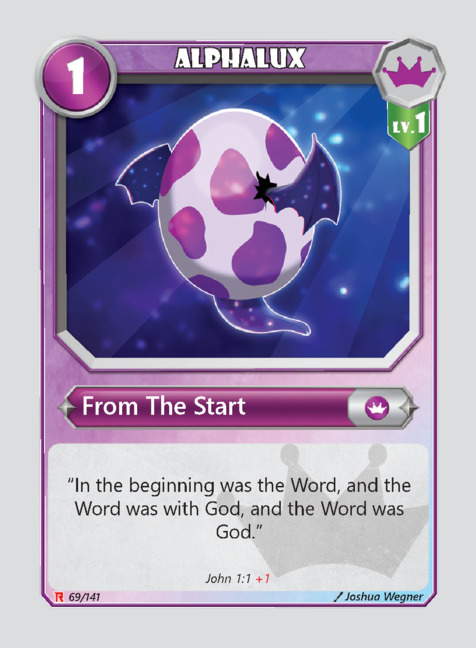 ALPHALUX
1
LV.1
From The Start
“In the beginning was the Word, and the
Word was with God, and the Word was
God.”
John 1:1 +1
R 69/141
Joshua Wegner